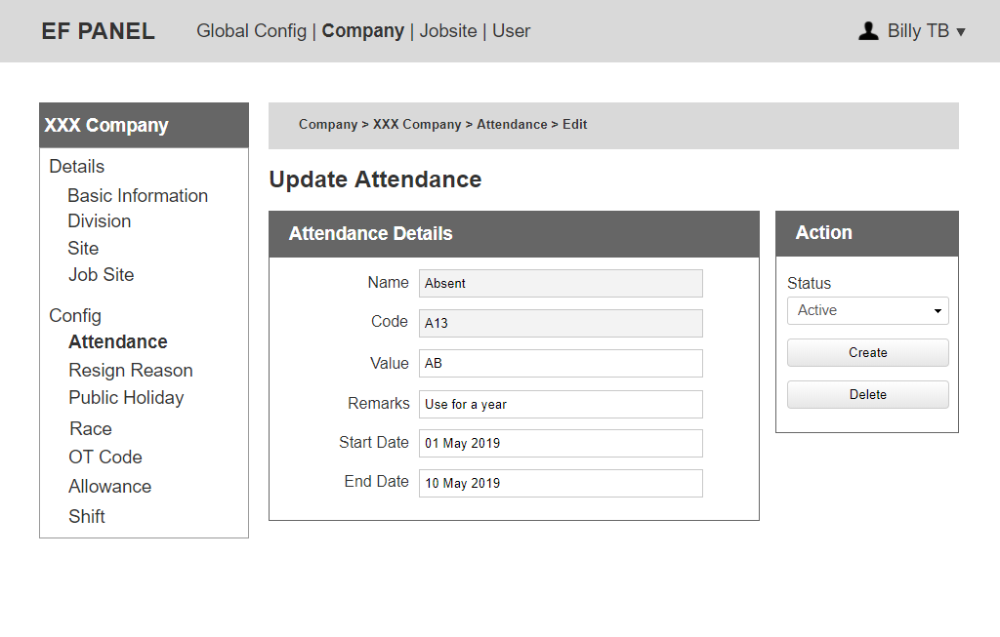 EF PANEL
Global Config | Company | Jobsite | User
Billy TB ▼
XXX Company
Details
Basic Information
Division
Site
Job Site
Config
Attendance
Resign Reason
Public Holiday
Race
OT Code
Allowance
Shift
Company > XXX Company > Attendance > Edit
Update Attendance
Attendance Details
Name Absent
Code A13
Value AB
Remarks Use for a year
Start Date 01 May 2019
End Date 10 May 2019
Action
Status
Active
Create
Delete